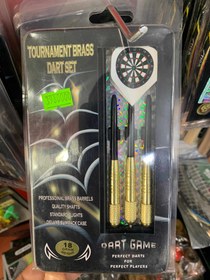 TOURNAMENT BRASS
DART SET
PROFESSIONAL BRASS BARRELS
QUALITY SHAFTS
STANDARD FLIGHTS
DELUXE CASE
18
DART GAME
PERFECT DARTS
FOR
PERFECT PLAYERS